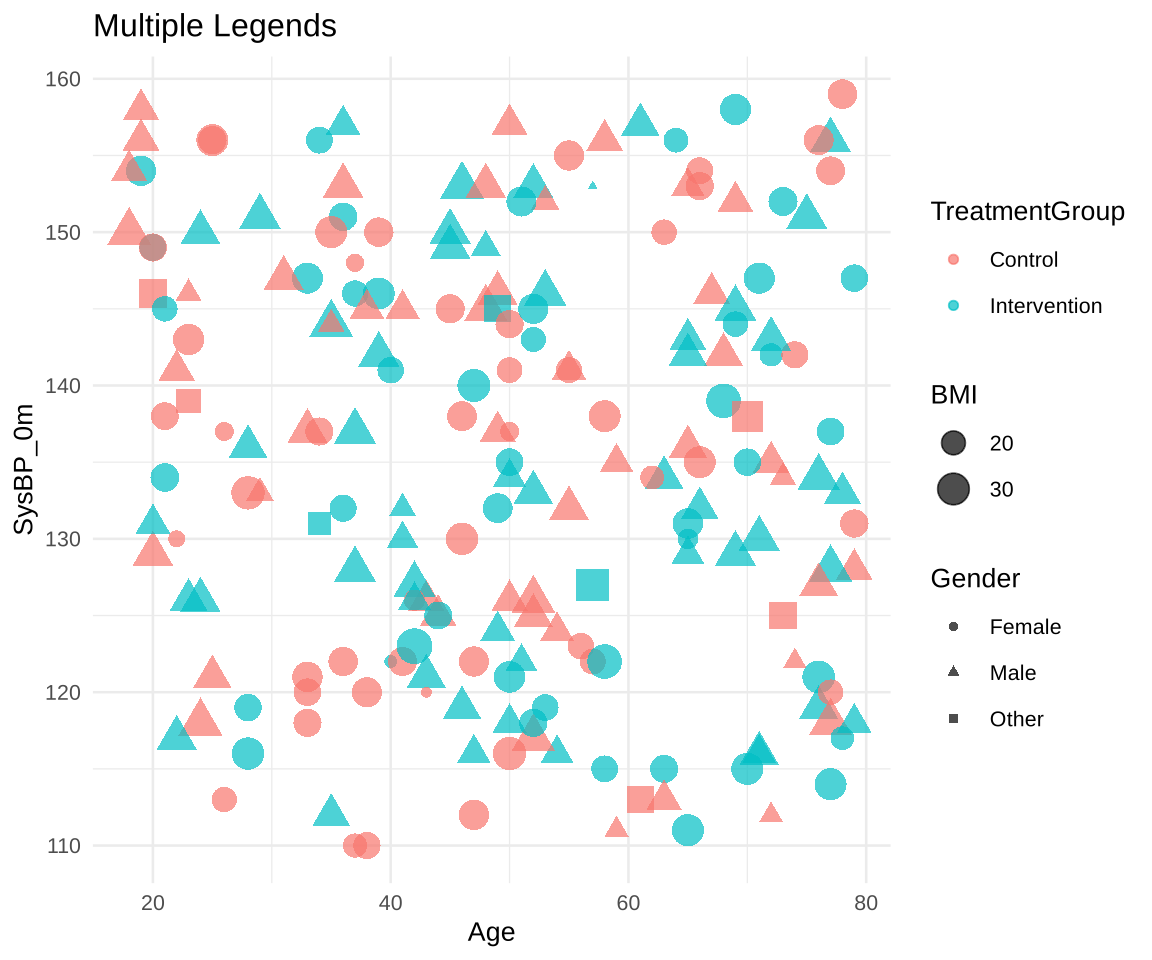 Multiple Legends
160
150
140
130
120
110
SysBP_0m
20
40
60
80
Age
TreatmentGroup
Control
Intervention
BMI
20
30
Gender
Female
Male
Other